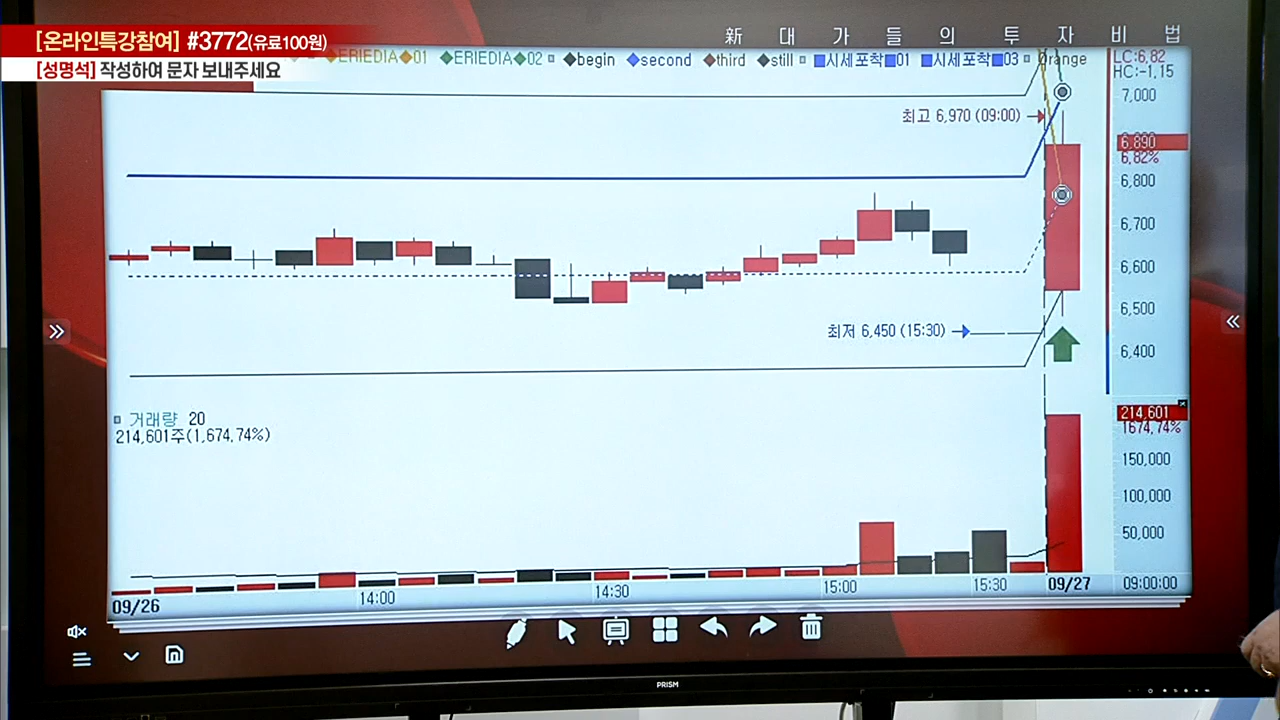 [온라인특강참여] #3772(유료100원)
[성명석] 작성하여 문자 보내주세요
新 대 가 들 의 투 자 비 법
ERIEDIA 01 ERIEDIA 02 begin second third still 시세포착 01 시세포착 03 Orange
LC:6,82
HC:-1,15
7,000
최고 6,970 (09:00)
6,890
6,82%
6,800
6,700
6,600
6,500
최저 6,450 (15:30)
6,400
거래량 20
214,601주(1,674,74%)
214,601
1674,74%
150,000
100,000
50,000
09/26 14:00 14:30 15:00 15:30 09/27 09:00:00
PRISM